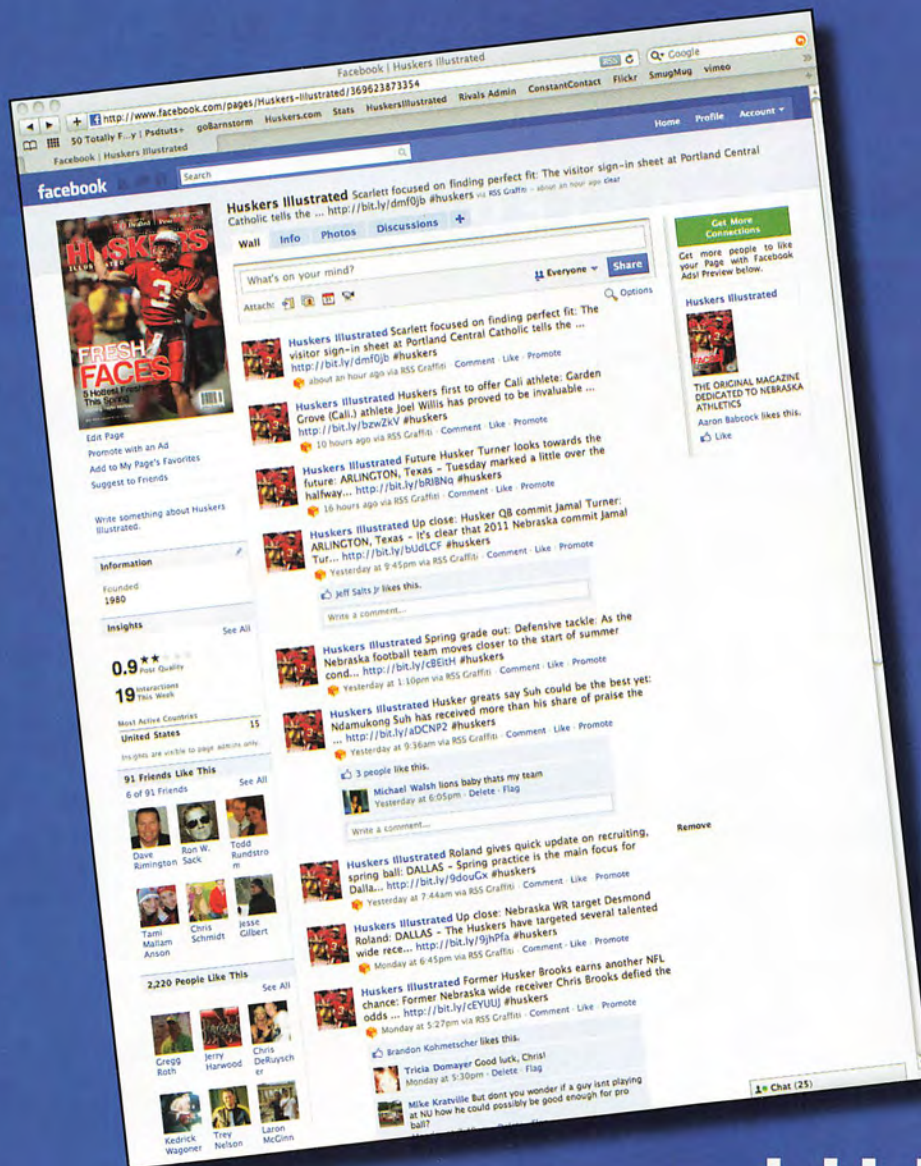 Facebook | Huskers Illustrated
http://www.facebook.com/pages/Huskers-Illustrated/369623873354
RSS
Google
50 Totally F...y | Psdtuts+ goBarnstorm Huskers.com Stats HuskersIllustrated Rivals Admin ConstantContact Flickr SmugMug vimeo
Facebook | Huskers Illustrated
facebook
Search
Home Profile Account
HUSKERS
ILLUSTRATED
3
FRESH
FACES
5 Hottest Freshmen
This Spring
Edit Page
Promote with an Ad
Add to My Page's Favorites
Suggest to Friends
Write something about Huskers
Illustrated.
Information
Founded
1980
Insights
See All
0.9
Post Quality
19 Interactions
This Week
Most Active Countries
United States 15
Insights are visible to page admins only.
91 Friends Like This
6 of 91 Friends See All
Dave
Rimington
Ron W.
Sack
Todd
Rundstro
m
Tami
Mallam
Anson
Chris
Schmidt
Jesse
Gilbert
2,220 People Like This
See All
Gregg
Roth
Jerry
Harwood
Chris
DeRuysch
er
Kedrick
Wagoner
Trey
Nelson
Laron
McGinn
Huskers Illustrated Scarlett focused on finding perfect fit: The visitor sign-in sheet at Portland Central
Catholic tells the ... http://bit.ly/dmf0jb #huskers via RSS Graffiti - about an hour ago clear
Wall Info Photos Discussions +
What's on your mind?
Attach:
Everyone
Share
Options
Huskers Illustrated Scarlett focused on finding perfect fit: The
visitor sign-in sheet at Portland Central Catholic tells the ...
http://bit.ly/dmf0jb #huskers
about an hour ago via RSS Graffiti · Comment · Like · Promote
Huskers Illustrated Huskers first to offer Cali athlete: Garden
Grove (Cali.) athlete Joel Willis has proved to be invaluable ...
http://bit.ly/bzwZkV #huskers
10 hours ago via RSS Graffiti · Comment · Like · Promote
Huskers Illustrated Future Husker Turner looks towards the
future: ARLINGTON, Texas – Tuesday marked a little over the
halfway... http://bit.ly/bRlBNq #huskers
16 hours ago via RSS Graffiti · Comment · Like · Promote
Huskers Illustrated Up close: Husker QB commit Jamal Turner:
ARLINGTON, Texas – It's clear that 2011 Nebraska commit Jamal
Tur... http://bit.ly/bUdLCF #huskers
Yesterday at 9:45pm via RSS Graffiti · Comment · Like · Promote
Jeff Salts Jr likes this.
Write a comment...
Huskers Illustrated Spring grade out: Defensive tackle: As the
Nebraska football team moves closer to the start of summer
cond... http://bit.ly/cBEitH #huskers
Yesterday at 1:10pm via RSS Graffiti · Comment · Like · Promote
Huskers Illustrated Husker greats say Suh could be the best yet:
Ndamukong Suh has received more than his share of praise the
... http://bit.ly/aDCNP2 #huskers
Yesterday at 9:36am via RSS Graffiti · Comment · Like · Promote
3 people like this.
Michael Walsh lions baby thats my team
Yesterday at 6:05pm · Delete · Flag
Write a comment...
Remove
Huskers Illustrated Roland gives quick update on recruiting,
spring ball: DALLAS – Spring practice is the main focus for
Dalla... http://bit.ly/9douGx #huskers
Yesterday at 7:44am via RSS Graffiti · Comment · Like · Promote
Huskers Illustrated Up close: Nebraska WR target Desmond
Roland: DALLAS – The Huskers have targeted several talented
wide rece... http://bit.ly/9jhPfa #huskers
Monday at 6:45pm via RSS Graffiti · Comment · Like · Promote
Huskers Illustrated Former Husker Brooks earns another NFL
chance: Former Nebraska wide receiver Chris Brooks defied the
odds ... http://bit.ly/cEYUUJ #huskers
Monday at 5:27pm via RSS Graffiti · Comment · Like · Promote
Brandon Kohmetscher likes this.
Tricia Domayer Good luck, Chris!
Monday at 5:30pm · Delete · Flag
Mike Kratville But dont you wonder if a guy isnt playing
at NU how he could possibly be good enough for pro
ball?
Get More
Connections
Get more people to like
your Page with Facebook
Ads! Preview below.
Huskers Illustrated
THE ORIGINAL MAGAZINE
DEDICATED TO NEBRASKA
ATHLETICS
Aaron Babcock likes this.
Like
Chat (25)